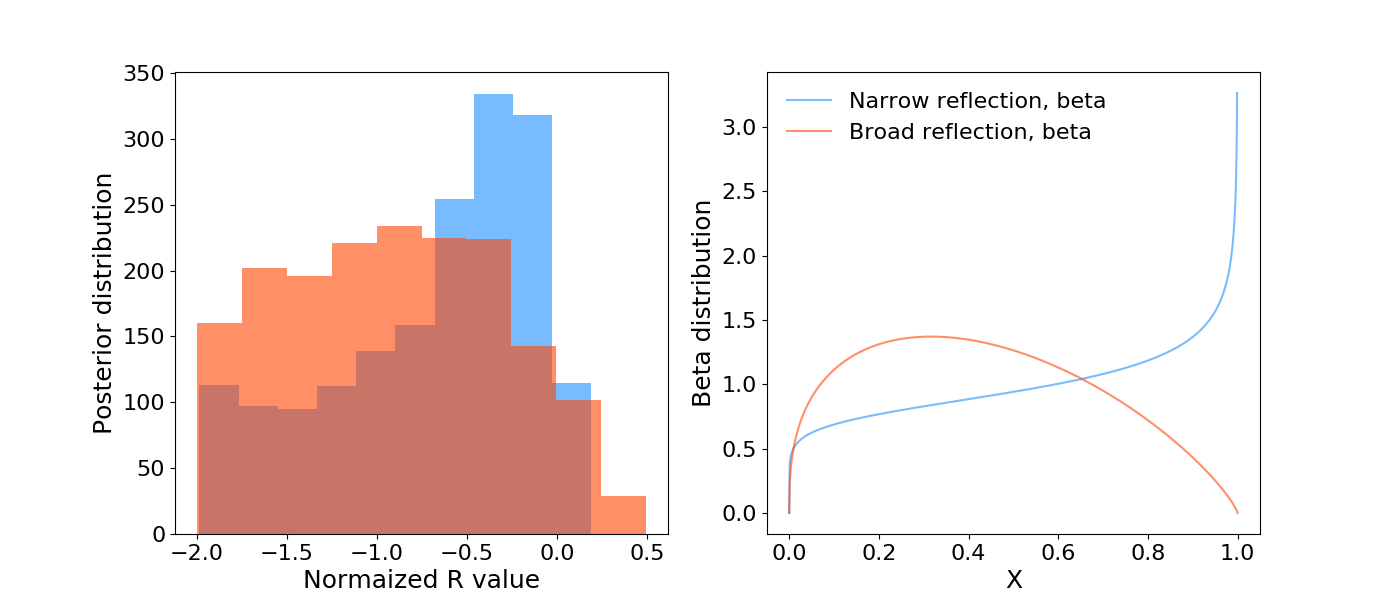 350
300
250
200
150
100
50
0
Posterior distribution
−2.0 −1.5 −1.0 −0.5 0.0 0.5
Normaized R value
Narrow reflection, beta
Broad reflection, beta
3.0
2.5
2.0
1.5
1.0
0.5
0.0
Beta distribution
0.0 0.2 0.4 0.6 0.8 1.0
X